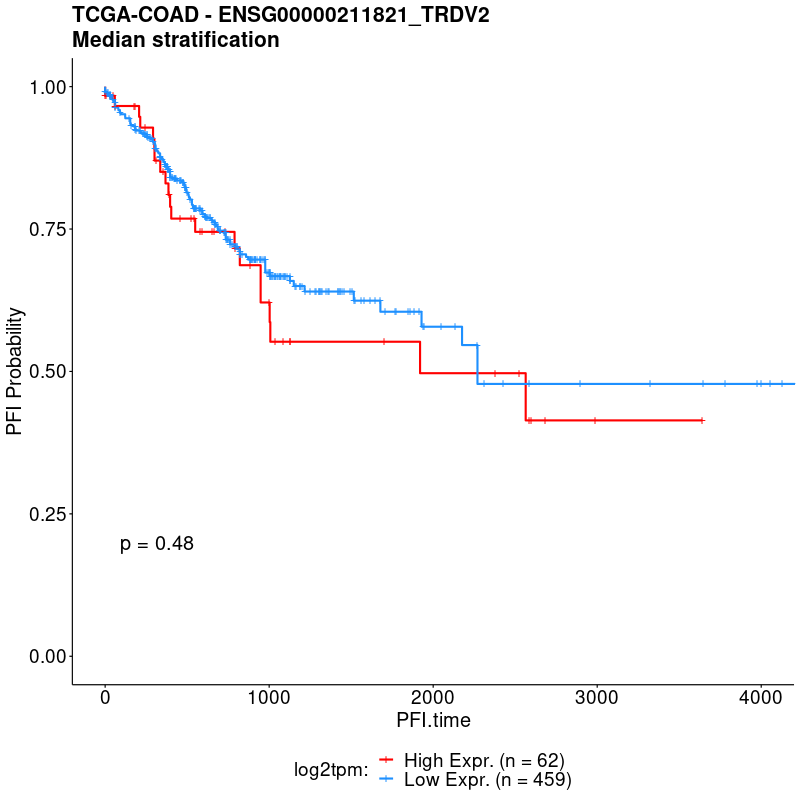 TCGA-COAD - ENSG00000211821_TRDV2
Median stratification
1.00
0.75
0.50
0.25
0.00
PFI Probability
p = 0.48
0 1000 2000 3000 4000
PFI.time
log2tpm:
High Expr. (n = 62)
Low Expr. (n = 459)